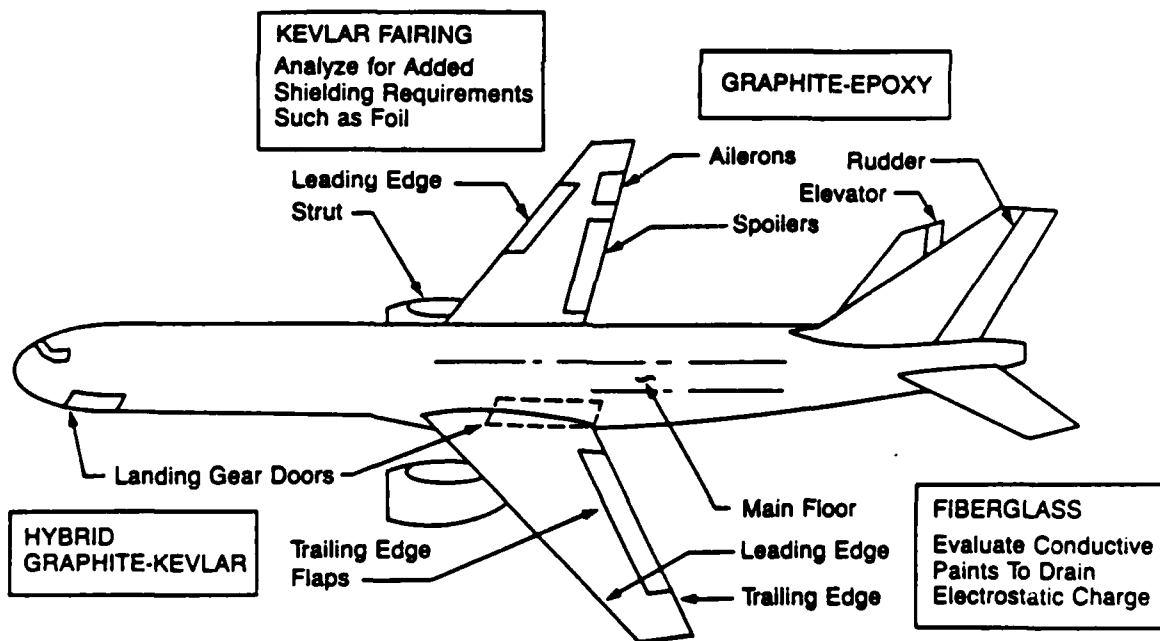 KEVLAR FAIRING
Analyze for Added
Shielding Requirements
Such as Foil
GRAPHITE-EPOXY
Leading Edge
Strut
Ailerons
Rudder
Elevator
Spoilers
Landing Gear Doors
HYBRID
GRAPHITE-KEVLAR
Trailing Edge
Flaps
Main Floor
Leading Edge
Trailing Edge
FIBERGLASS
Evaluate Conductive
Paints To Drain
Electrostatic Charge